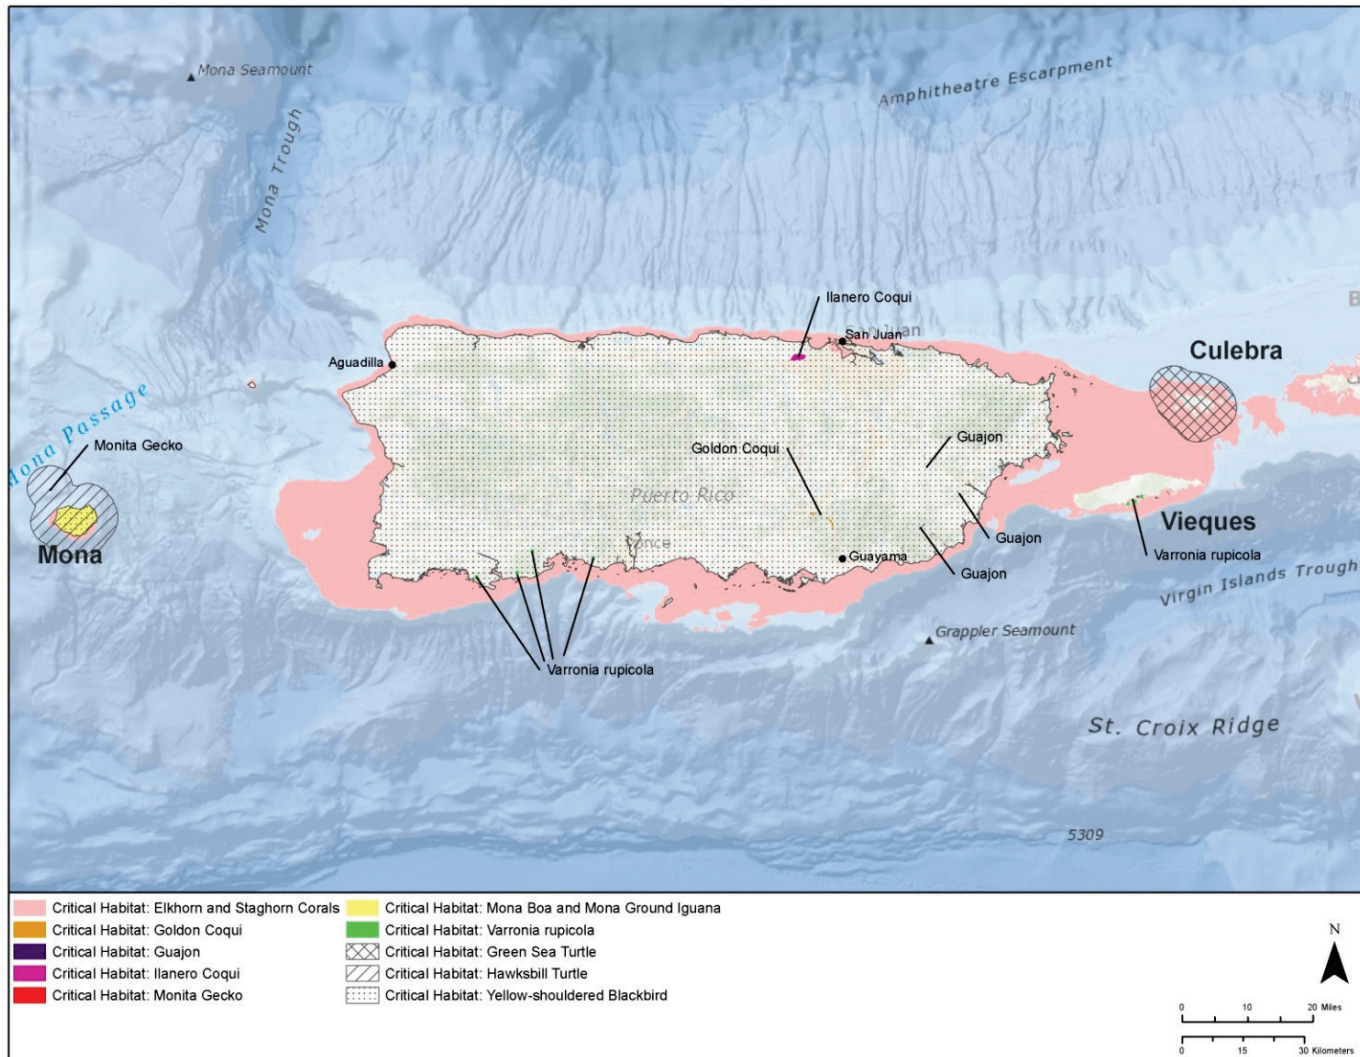 Mona Seamount
Amphitheatre Escarpment
Mona Trough
Ilanero Coqui
San Juan
Juan
Aguadilla
Culebra
Mona Passage
Monita Gecko
Guajon
Goldon Coqui
Puerto Rico
Vieques
Mona
Guajon
Ponce
Guayama
Varronia rupicola
Guajon
Virgin Islands Trough
Grappler Seamount
Varronia rupicola
St. Croix Ridge
5309
Critical Habitat: Elkhorn and Staghorn Corals
Critical Habitat: Goldon Coqui
Critical Habitat: Guajon
Critical Habitat: Ilanero Coqui
Critical Habitat: Monita Gecko
Critical Habitat: Mona Boa and Mona Ground Iguana
Critical Habitat: Varronia rupicola
Critical Habitat: Green Sea Turtle
Critical Habitat: Hawksbill Turtle
Critical Habitat: Yellow-shouldered Blackbird
N
0 10 20 Miles
0 15 30 Kilometers